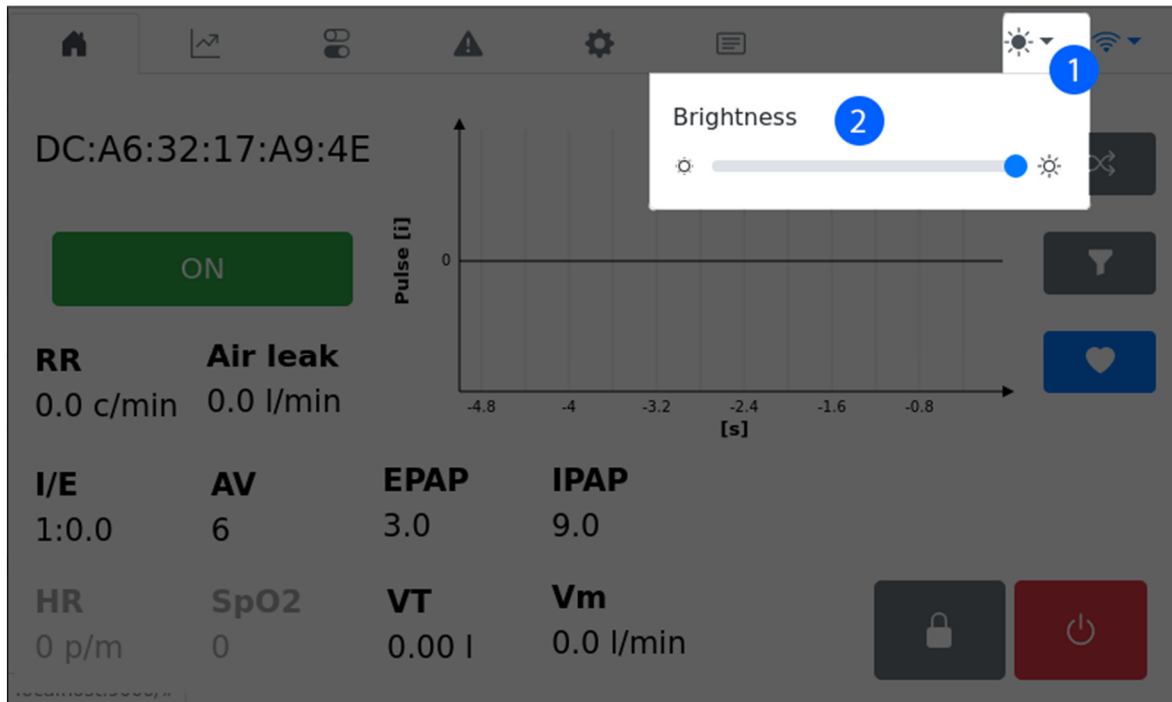 1
Brightness 2
DC:A6:32:17:A9:4E
ON
Pulse [i]
0
-4.8 -4 -3.2 -2.4 -1.6 -0.8
[s]
RR Air leak
0.0 c/min 0.0 l/min
I/E AV EPAP IPAP
1:0.0 6 3.0 9.0
HR SpO2 VT Vm
0 p/m 0 0.00 l 0.0 l/min